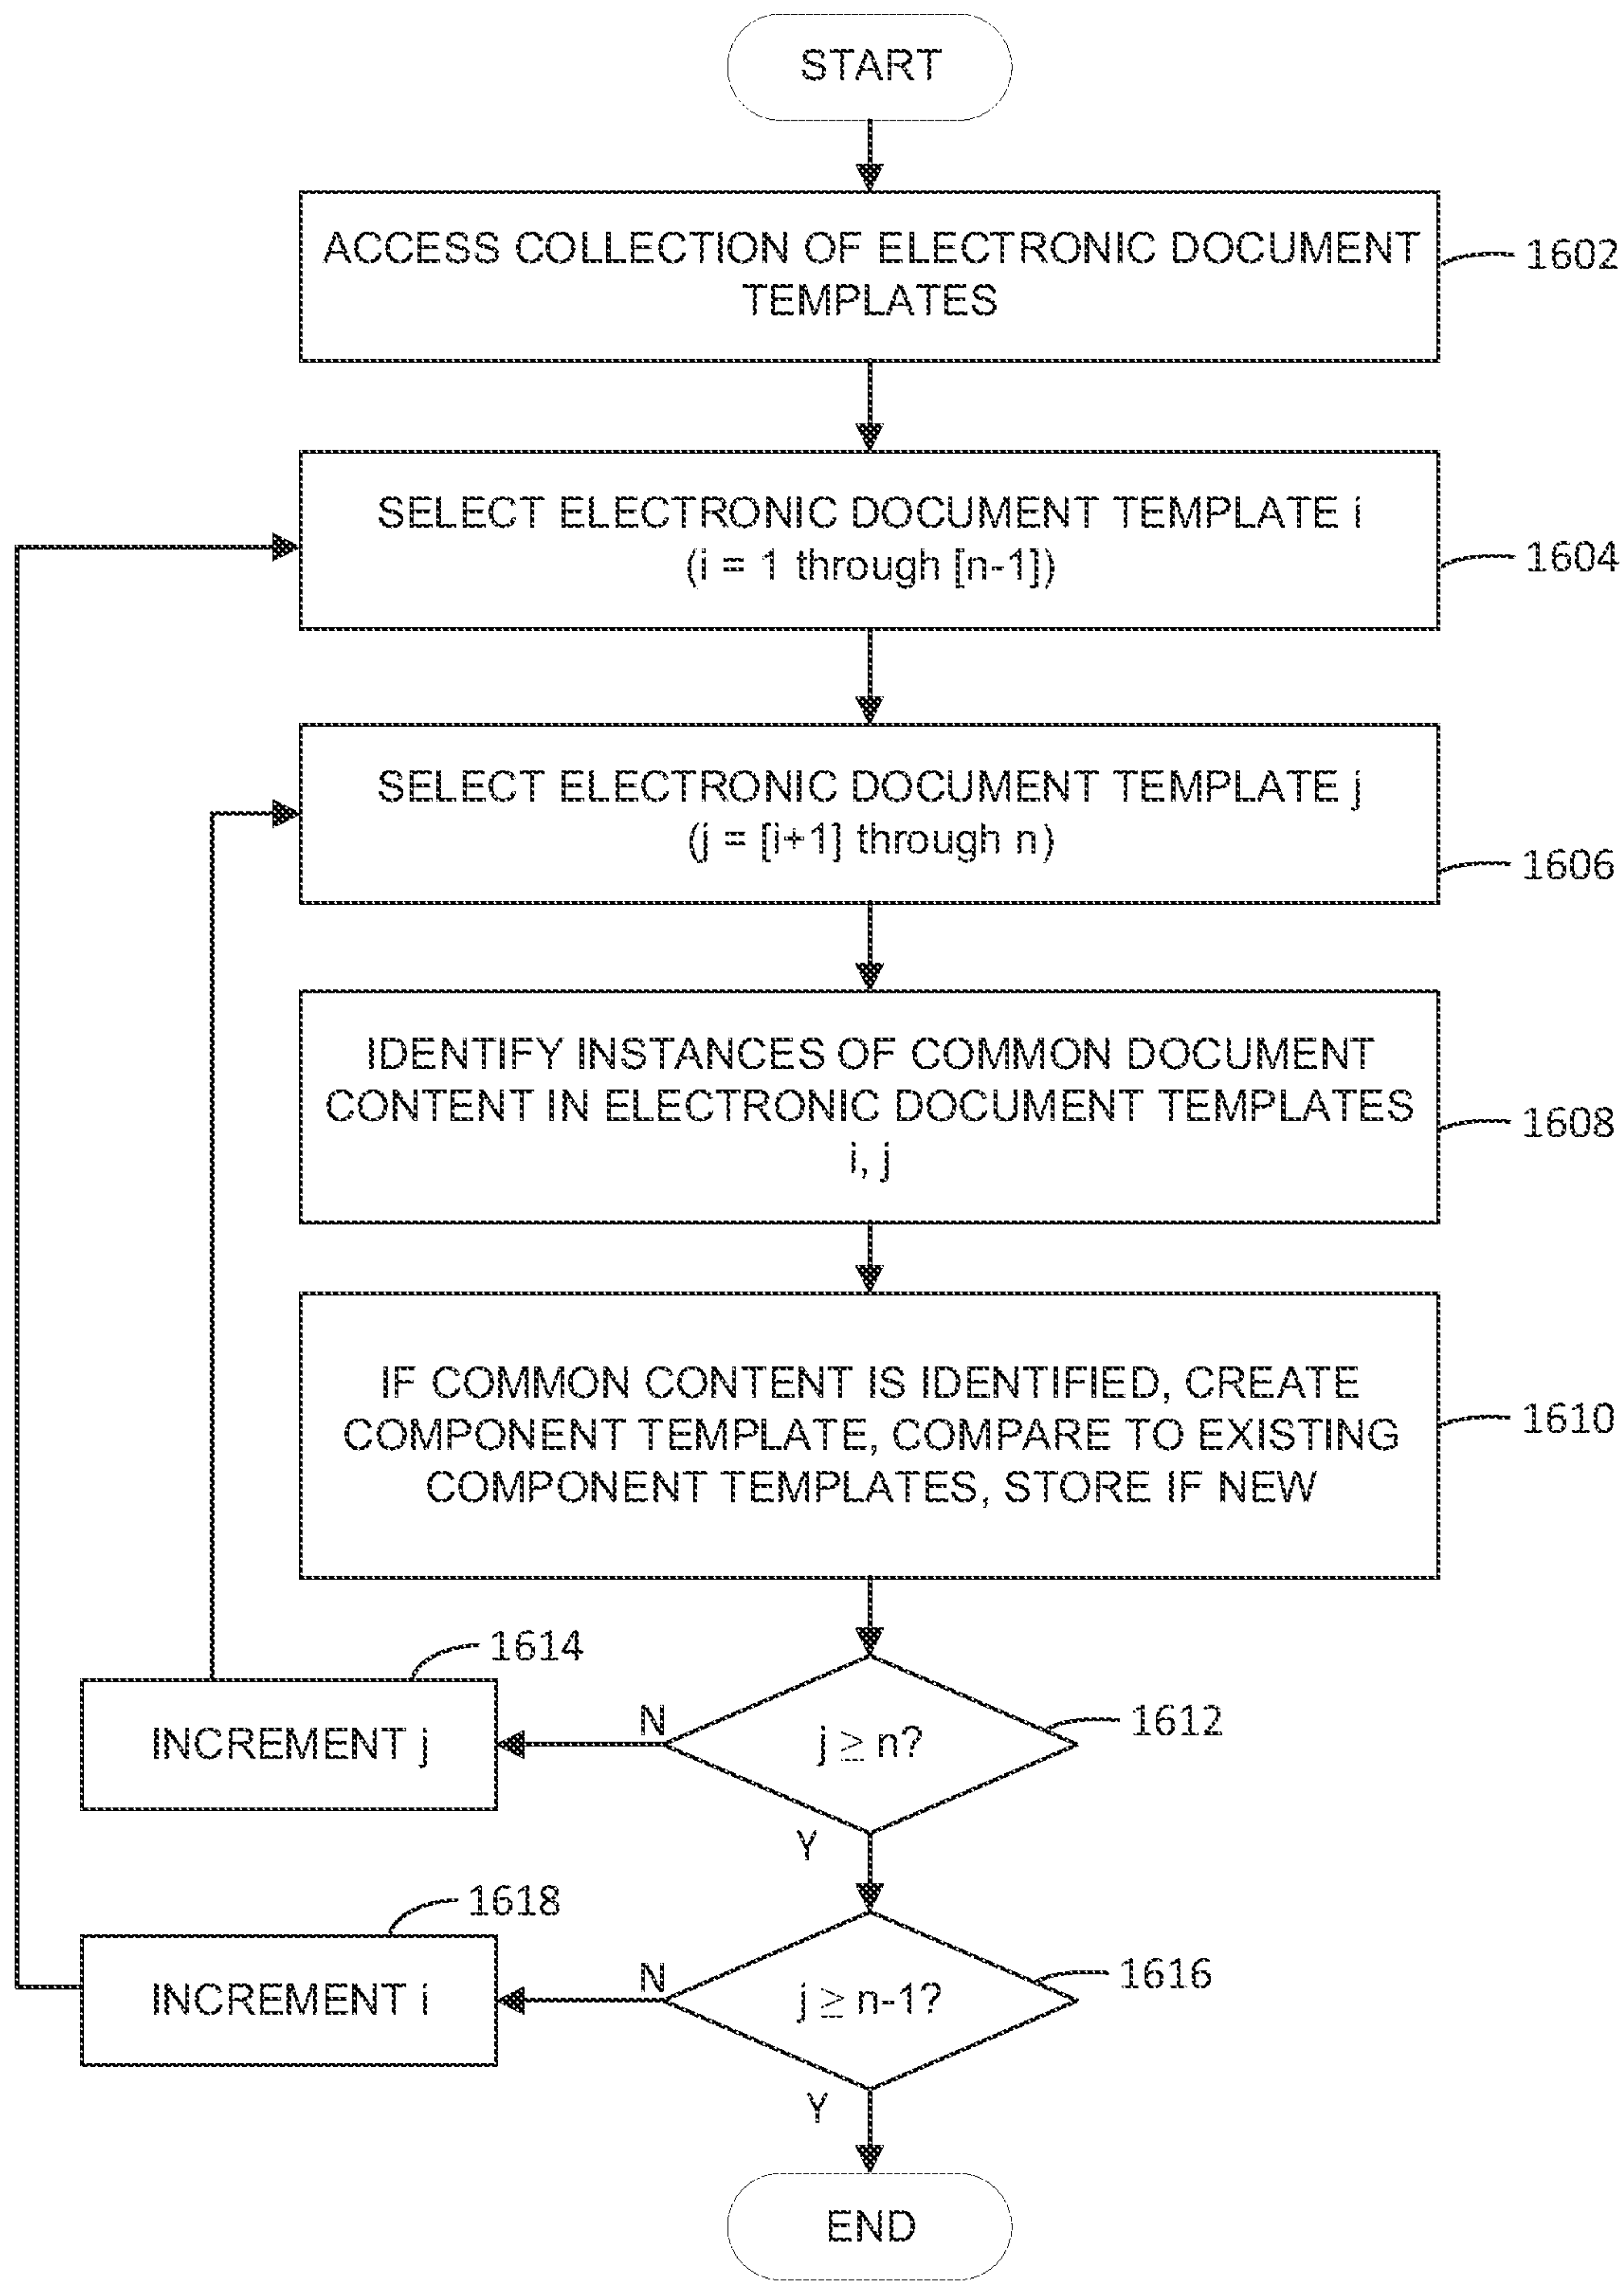 START
ACCESS COLLECTION OF ELECTRONIC DOCUMENT
TEMPLATES
1602
SELECT ELECTRONIC DOCUMENT TEMPLATE i
(i = 1 through [n-1])
1604
SELECT ELECTRONIC DOCUMENT TEMPLATE j
(j = [i+1] through n)
1606
IDENTIFY INSTANCES OF COMMON DOCUMENT
CONTENT IN ELECTRONIC DOCUMENT TEMPLATES
i, j
1608
IF COMMON CONTENT IS IDENTIFIED, CREATE
COMPONENT TEMPLATE, COMPARE TO EXISTING
COMPONENT TEMPLATES, STORE IF NEW
1610
1614
INCREMENT j
N
j ≥ n?
1612
Y
1618
INCREMENT i
N
j ≥ n-1?
1616
Y
END